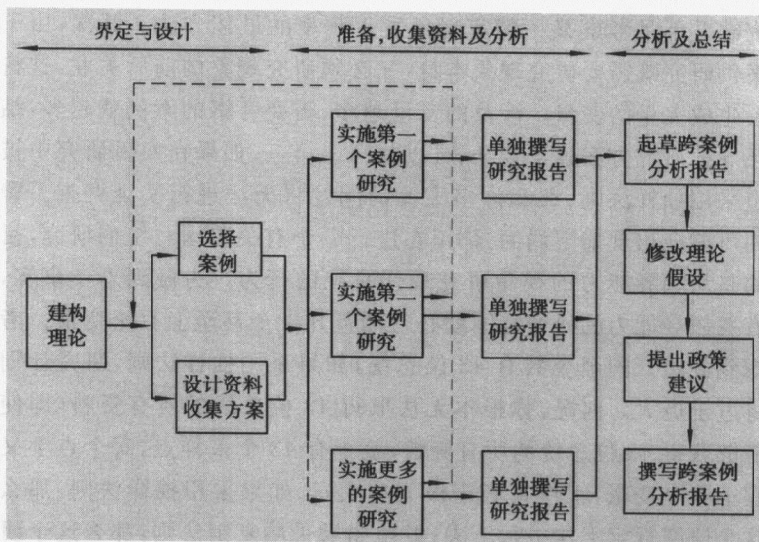 界定与设计
准备,收集资料及分析
分析及总结
建构
理论
选择
案例
设计资料
收集方案
实施第一
个案例
研究
单独撰写
研究报告
实施第二
个案例
研究
单独撰写
研究报告
实施更多
的案例
研究
单独撰写
研究报告
起草跨案例
分析报告
修改理论
假设
提出政策
建议
撰写跨案例
分析报告